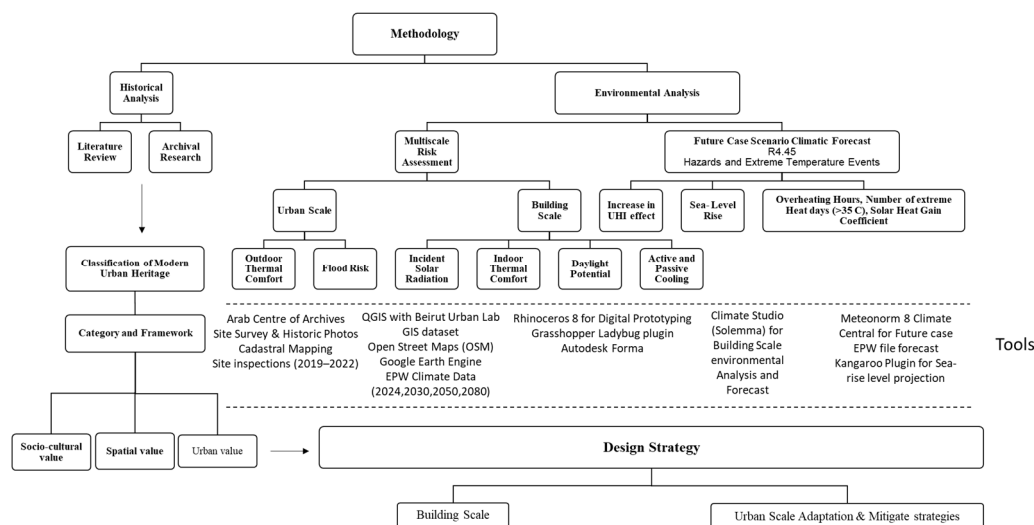 Methodology
Historical
Analysis
Environmental Analysis
Literature
Review
Archival
Research
Multiscale
Risk
Assessment
Future Case Scenario Climatic Forecast
R4.45
Hazards and Extreme Temperature Events
Urban Scale
Building
Scale
Increase in
UHI effect
Sea- Level
Rise
Overheating Hours, Number of extreme
Heat days (>35 C), Solar Heat Gain
Coefficient
Classification of Modern
Urban Heritage
Outdoor
Thermal
Comfort
Flood Risk
Incident
Solar
Radiation
Indoor
Thermal
Comfort
Daylight
Potential
Active and
Passive
Cooling
Category and Framework
Arab Centre of Archives
Site Survey & Historic Photos
Cadastral Mapping
Site inspections (2019–2022)
QGIS with Beirut Urban Lab
GIS dataset
Open Street Maps (OSM)
Google Earth Engine
EPW Climate Data
(2024,2030,2050,2080)
Rhinoceros 8 for Digital Prototyping
Grasshopper Ladybug plugin
Autodesk Forma
Climate Studio
(Solemma) for
Building Scale
environmental
Analysis and
Forecast
Meteonorm 8 Climate
Central for Future case
EPW file forecast
Kangaroo Plugin for Sea-
rise level projection
Tools
Socio-cultural
value
Spatial value
Urban value
Design Strategy
Building Scale
Urban Scale Adaptation & Mitigate strategies